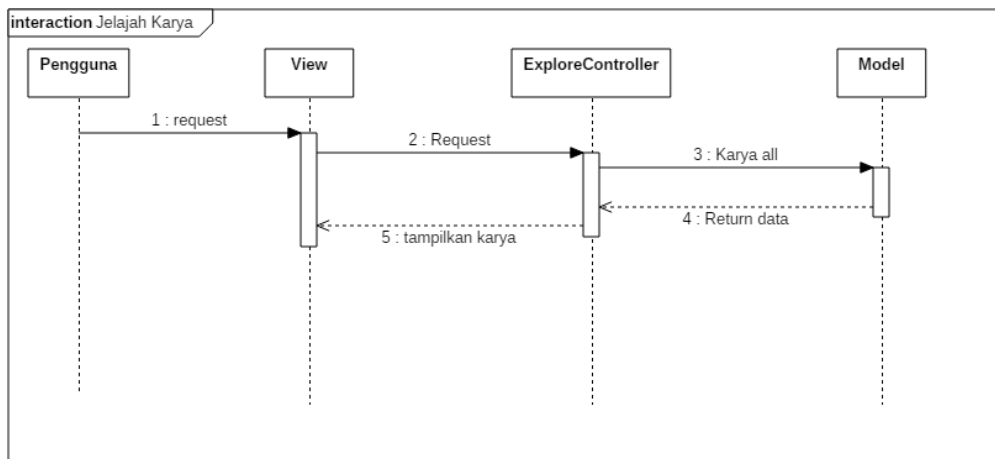 interaction Jelajah Karya
Pengguna
View
ExploreController
Model
1 : request
2 : Request
3 : Karya all
4 : Return data
5 : tampilkan karya